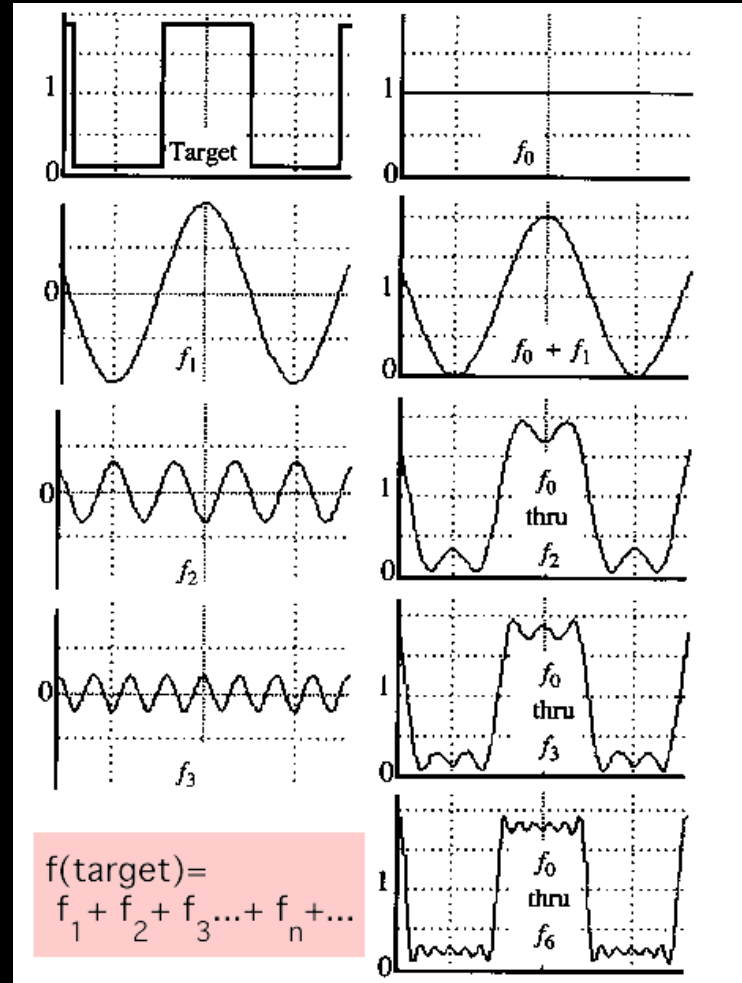 1
0
Target
1
0
f0
0
f1
1
0
f0 + f1
0
f2
1
0
f0
thru
f2
0
f3
1
0
f0
thru
f3
f(target)=
f1+ f2+ f3...+ fn+...
1
0
f0
thru
f6